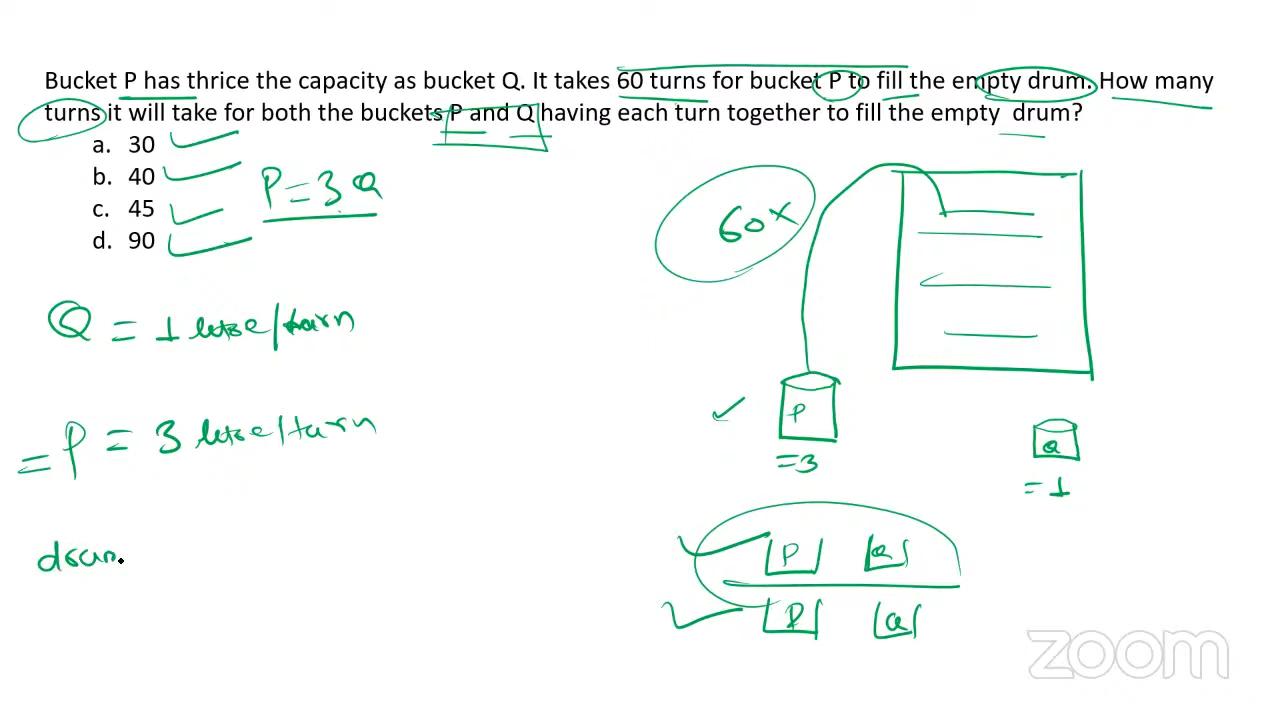 Bucket P has thrice the capacity as bucket Q. It takes 60 turns for bucket P to fill the empty drum. How many
turns it will take for both the buckets P and Q having each turn together to fill the empty drum?
a. 30
b. 40
c. 45
d. 90
P = 3 Q
60x
Q = 1 litre/turn
= P = 3 litre/turn
P
= 3
Q
= 1
drum
P Q
P Q
zoom